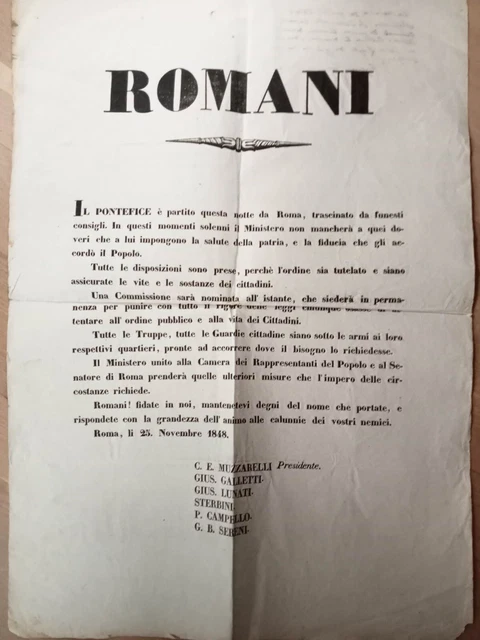 ROMANI
IL PONTEFICE è partito questa notte da Roma, trascinato da funesti
consigli. In questi momenti solenni il Ministero non mancherà a quei do-
veri che a lui impongono la salute della patria, e la fiducia che gli ac-
cordò il Popolo.
Tutte le disposizioni sono prese, perchè l'ordine sia tutelato e siano
assicurate le vite e le sostanze dei cittadini.
Una Commissione sarà nominata all'istante, che siederà in perma-
nenza per punire con tutto il rigore delle leggi chiunque osasse di at-
tentare all'ordine pubblico e alla vita dei Cittadini.
Tutte le Truppe, tutte le Guardie cittadine siano sotto le armi ai loro
respettivi quartieri, pronte ad accorrere dove il bisogno lo richiedesse.
Il Ministero unito alla Camera dei Rappresentanti del Popolo e al Se-
natore di Roma prenderà quelle ulteriori misure che l'impero delle cir-
costanze richiede.
Romani! fidate in noi, mantenetevi degni del nome che portate, e
rispondete con la grandezza dell'animo alle calunnie dei vostri nemici.
Roma, li 25. Novembre 1848.
C. E. MUZZARELLI Presidente.
GIUS. GALLETTI.
GIUS. LUNATI.
STERBINI.
P. CAMPELLO.
G. B. SERENI.